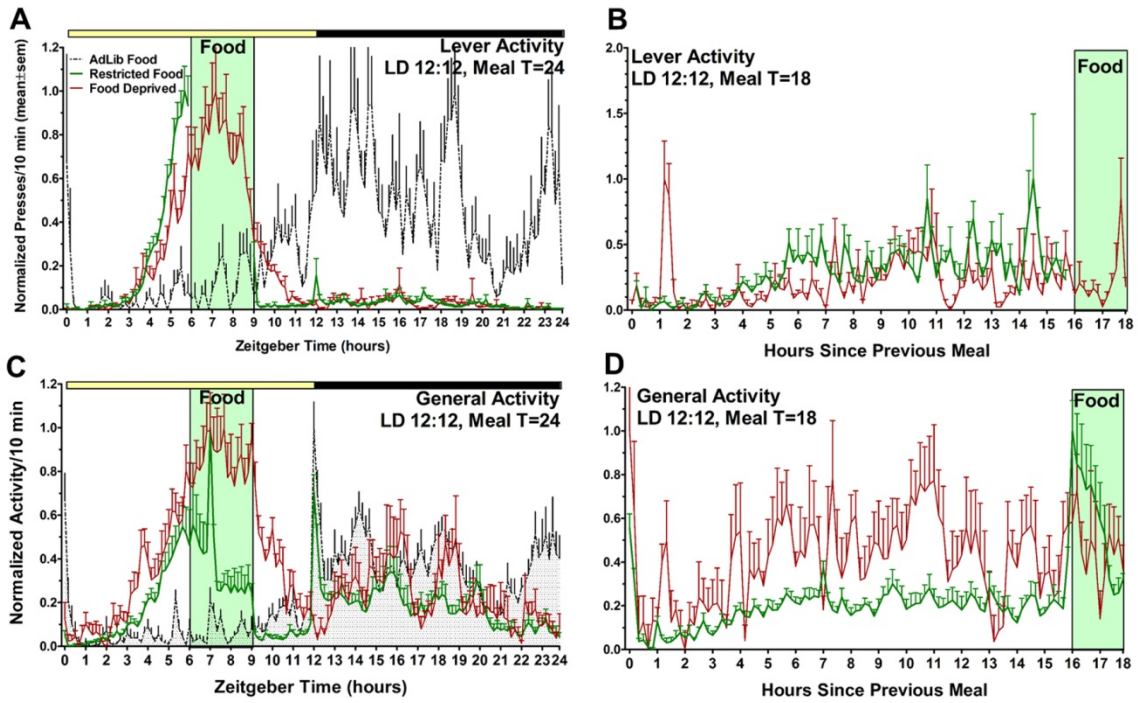 A
Food
Lever Activity
LD 12:12, Meal T=24
AdLib Food
Restricted Food
Food Deprived
Normalized Presses/10 min (mean±sem)
1.2
1.0
0.8
0.6
0.4
0.2
0.0
0 1 2 3 4 5 6 7 8 9 10 11 12 13 14 15 16 17 18 19 20 21 22 23 24
Zeitgeber Time (hours)
B
Lever Activity
LD 12:12, Meal T=18
Food
2.0
1.5
1.0
0.5
0.0
0 1 2 3 4 5 6 7 8 9 10 11 12 13 14 15 16 17 18
Hours Since Previous Meal
C
Food
General Activity
LD 12:12, Meal T=24
Normalized Activity/10 min
1.2
1.0
0.8
0.6
0.4
0.2
0.0
0 1 2 3 4 5 6 7 8 9 10 11 12 13 14 15 16 17 18 19 20 21 22 23 24
Zeitgeber Time (hours)
D
General Activity
LD 12:12, Meal T=18
Food
1.2
1.0
0.8
0.6
0.4
0.2
0.0
0 1 2 3 4 5 6 7 8 9 10 11 12 13 14 15 16 17 18
Hours Since Previous Meal